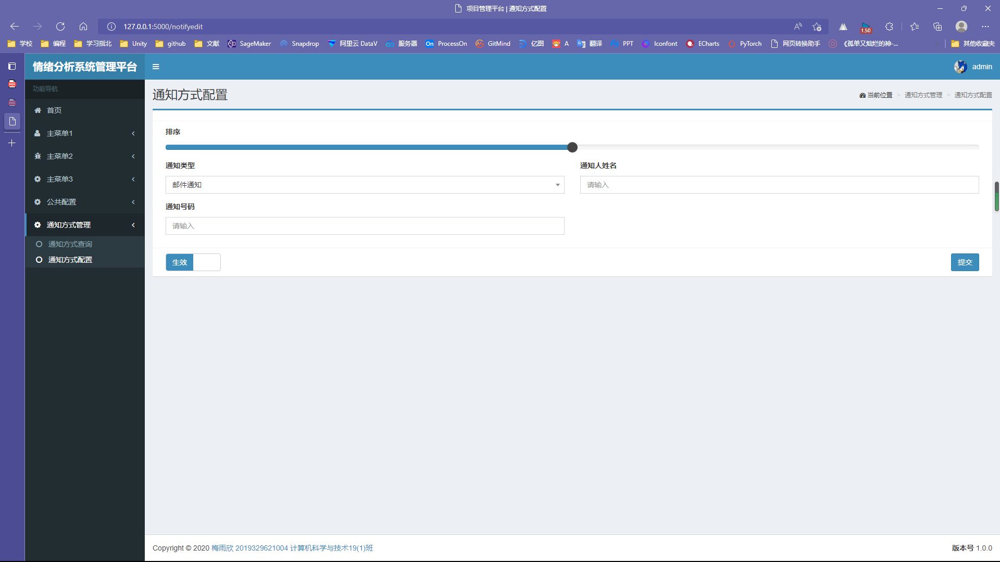 项目管理平台 | 通知方式配置
127.0.0.1:5000/notifyedit
1.50
学校 编程 学习指北 Unity github 文献 SageMaker Snapdrop 阿里云 DataV 服务器 ProcessOn GitMind 亿图 A 翻译 PPT Iconfont ECharts PyTorch 网页转换助手 《孤单又灿烂的神-... 其他收藏夹
情绪分析系统管理平台
admin
功能导航
首页
主菜单1
主菜单2
主菜单3
公共配置
通知方式管理
通知方式查询
通知方式配置
通知方式配置
当前位置 > 通知方式管理 > 通知方式配置
排序
通知类型
邮件通知
通知人姓名
请输入
通知号码
请输入
生效
提交
Copyright © 2020 梅雨欣 2019329621004 计算机科学与技术19(1)班
版本号 1.0.0